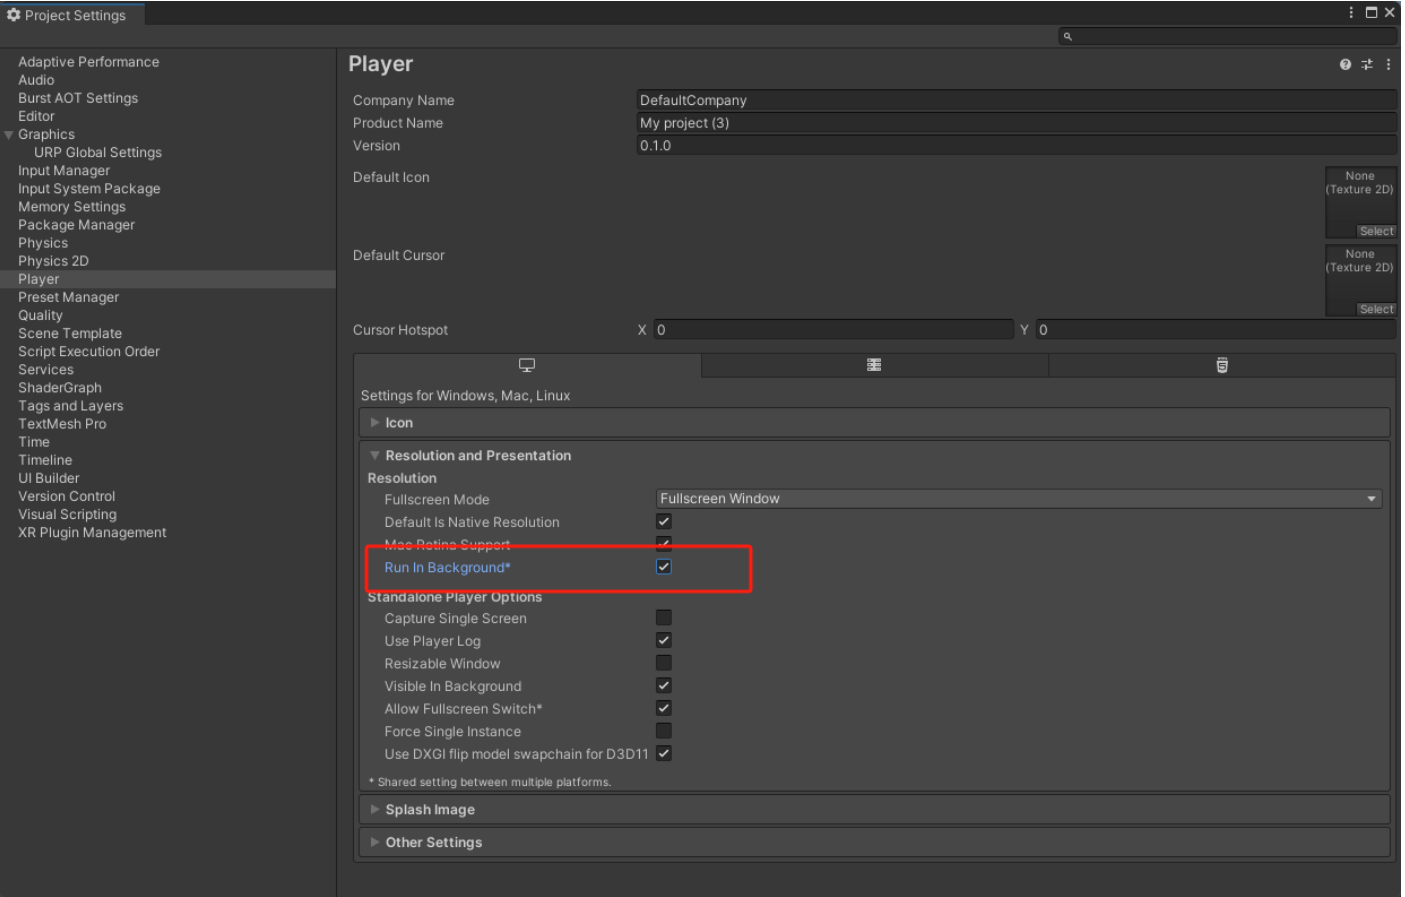 Project Settings
Adaptive Performance
Audio
Burst AOT Settings
Editor
Graphics
URP Global Settings
Input Manager
Input System Package
Memory Settings
Package Manager
Physics
Physics 2D
Player
Preset Manager
Quality
Scene Template
Script Execution Order
Services
ShaderGraph
Tags and Layers
TextMesh Pro
Time
Timeline
UI Builder
Version Control
Visual Scripting
XR Plugin Management
Player
Company Name DefaultCompany
Product Name My project (3)
Version 0.1.0
Default Icon
None
(Texture 2D)
Select
Default Cursor
None
(Texture 2D)
Select
Cursor Hotspot X 0 Y 0
Settings for Windows, Mac, Linux
Icon
Resolution and Presentation
Resolution
Fullscreen Mode Fullscreen Window
Default Is Native Resolution
Mac Retina Support
Run In Background*
Standalone Player Options
Capture Single Screen
Use Player Log
Resizable Window
Visible In Background
Allow Fullscreen Switch*
Force Single Instance
Use DXGI flip model swapchain for D3D11
* Shared setting between multiple platforms.
Splash Image
Other Settings